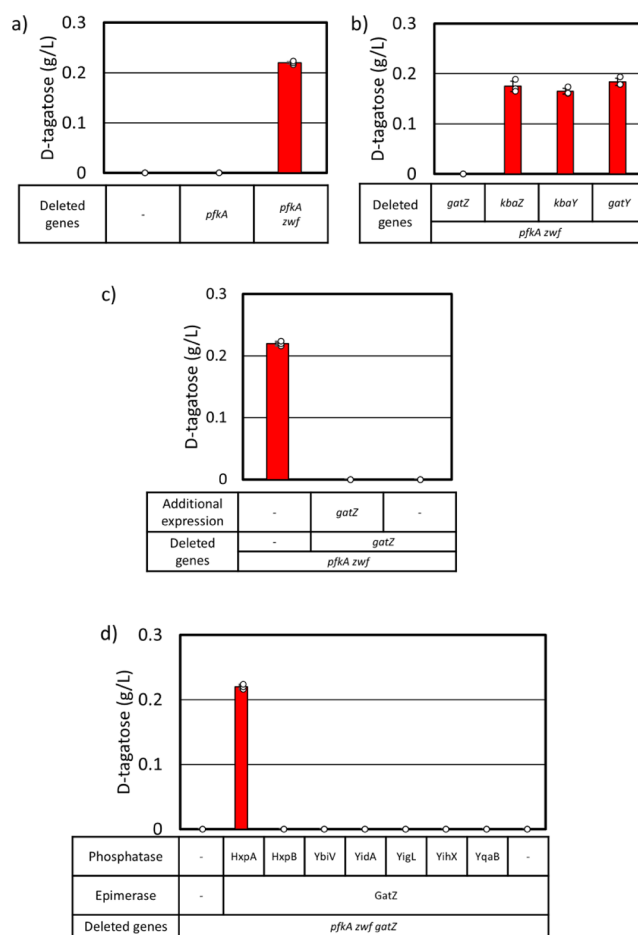 a)
D-tagatose (g/L)
0.3
0.2
0.1
0
Deleted genes
-
pfkA
pfkA zwf
b)
D-tagatose (g/L)
0.3
0.2
0.1
0
Deleted genes
gatZ
kbaZ
kbaY
gatY
pfkA zwf
c)
D-tagatose (g/L)
0.3
0.2
0.1
0
Additional expression
-
gatZ
-
Deleted genes
-
gatZ
pfkA zwf
d)
D-tagatose (g/L)
0.3
0.2
0.1
0
Phosphatase
-
HxpA
HxpB
YbiV
YidA
YigL
YihX
YqaB
-
Epimerase
-
GatZ
Deleted genes
pfkA zwf gatZ